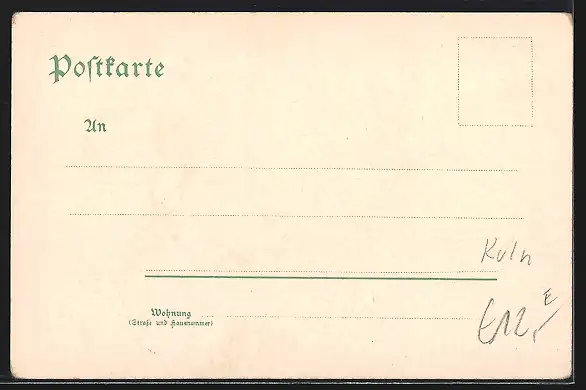 Postkarte
An
Köln
Wohnung
(Straße und Hausnummer)